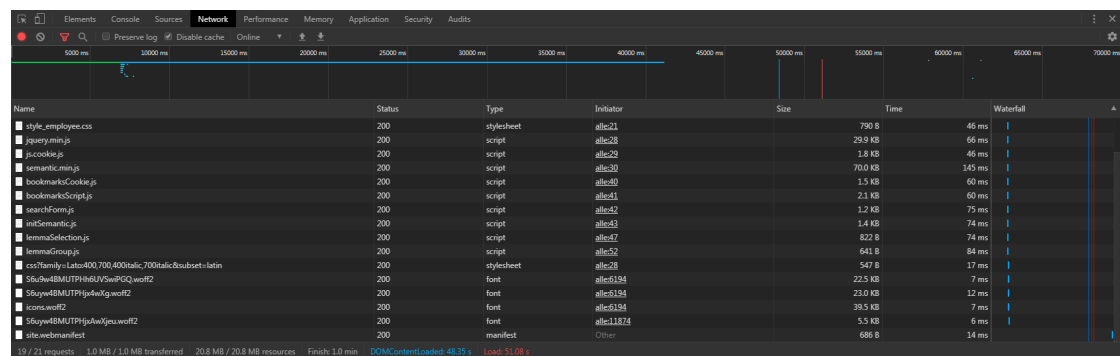 Elements Console Sources Network Performance Memory Application Security Audits
Preserve log Disable cache Online
5000 ms 10000 ms 15000 ms 20000 ms 25000 ms 30000 ms 35000 ms 40000 ms 45000 ms 50000 ms 55000 ms 60000 ms 65000 ms 70000 ms
Name Status Type Initiator Size Time Waterfall
style_employee.css 200 stylesheet alle:21 790 B 46 ms
jquery.min.js 200 script alle:28 29.9 KB 66 ms
js.cookie.js 200 script alle:29 1.8 KB 46 ms
semantic.min.js 200 script alle:30 70.0 KB 145 ms
bookmarksCookie.js 200 script alle:40 1.5 KB 60 ms
bookmarksScript.js 200 script alle:41 2.1 KB 60 ms
searchForm.js 200 script alle:42 1.2 KB 75 ms
initSemantic.js 200 script alle:43 1.4 KB 74 ms
lemmaSelection.js 200 script alle:47 822 B 74 ms
lemmaGroup.js 200 script alle:52 641 B 84 ms
css?family=Lato:400,700,400italic,700italic&subset=latin 200 stylesheet alle:28 547 B 17 ms
S6u9w4BMUTPHh6UVSwiPGQ.woff2 200 font alle:6194 22.5 KB 7 ms
S6uyw4BMUTPHjx4wXg.woff2 200 font alle:6194 23.0 KB 12 ms
icons.woff2 200 font alle:6194 39.5 KB 7 ms
S6uyw4BMUTPHjxAwXjeu.woff2 200 font alle:11874 5.5 KB 6 ms
site.webmanifest 200 manifest Other 686 B 14 ms
19 / 21 requests 1.0 MB / 1.0 MB transferred 20.8 MB / 20.8 MB resources Finish: 1.0 min DOMContentLoaded: 48.35 s Load: 51.08 s